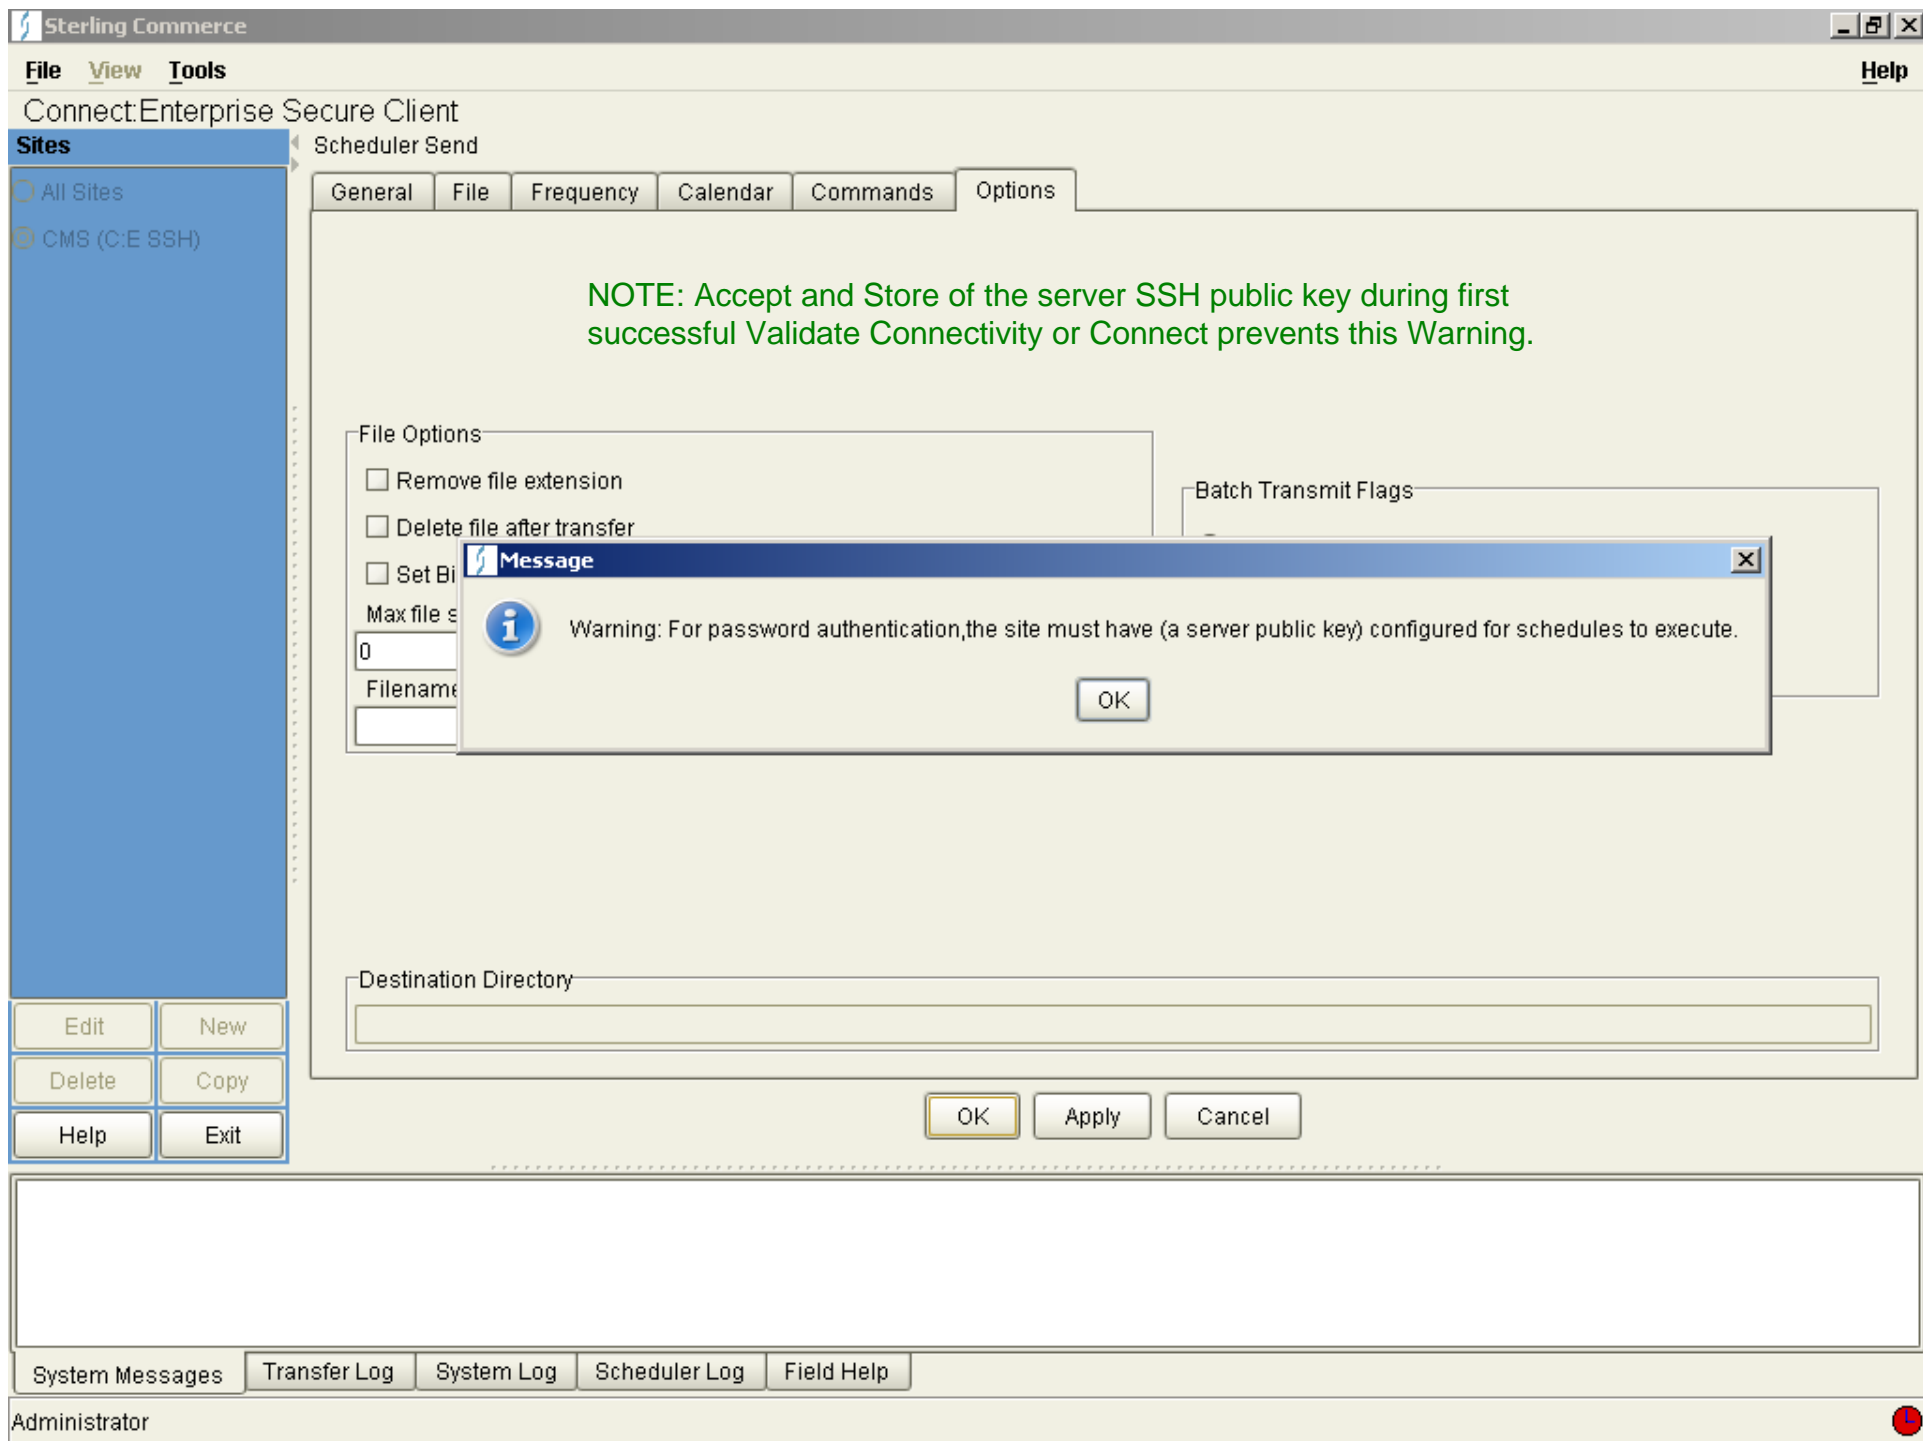 Sterling Commerce
File View Tools Help
Connect:Enterprise Secure Client
Sites
Scheduler Send
All Sites
CMS (C:E SSH)
General File Frequency Calendar Commands Options
NOTE: Accept and Store of the server SSH public key during first
successful Validate Connectivity or Connect prevents this Warning.
File Options
Remove file extension
Batch Transmit Flags
Delete file after transfer
Set Bi
Message
Max file s
Warning: For password authentication,the site must have (a server public key) configured for schedules to execute.
0
Filename
OK
Destination Directory
Edit New
Delete Copy
Help Exit
OK Apply Cancel
System Messages Transfer Log System Log Scheduler Log Field Help
Administrator